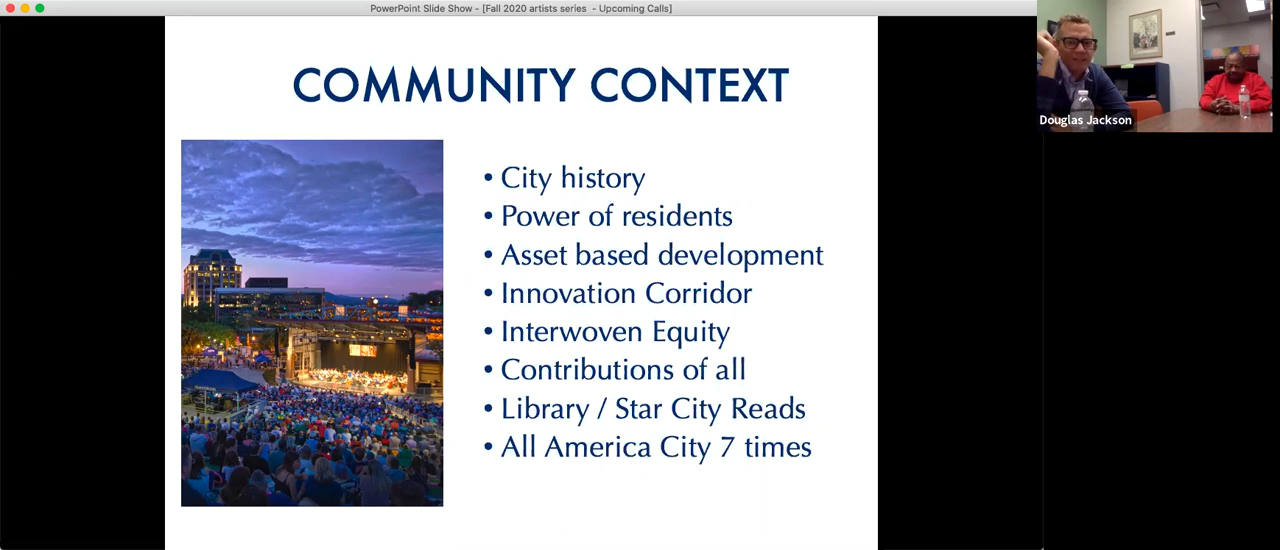 PowerPoint Slide Show - [Fall 2020 artists series - Upcoming Calls]
COMMUNITY CONTEXT
• City history
• Power of residents
• Asset based development
• Innovation Corridor
• Interwoven Equity
• Contributions of all
• Library / Star City Reads
• All America City 7 times
Douglas Jackson